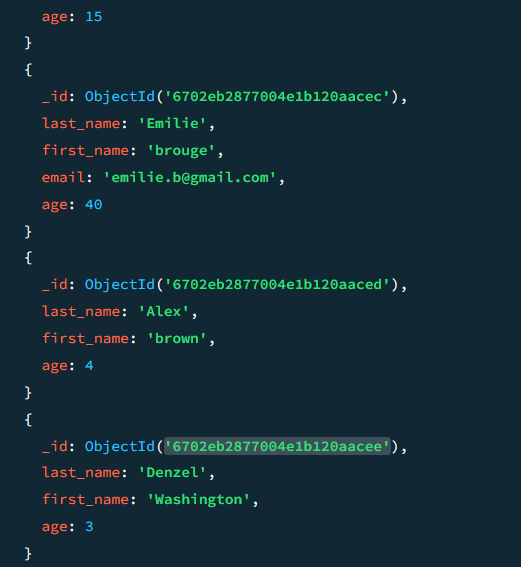 age: 15
}
{
_id: ObjectId('6702eb2877004e1b120aacec'),
last_name: 'Emilie',
first_name: 'brouge',
email: 'emilie.b@gmail.com',
age: 40
}
{
_id: ObjectId('6702eb2877004e1b120aaced'),
last_name: 'Alex',
first_name: 'brown',
age: 4
}
{
_id: ObjectId('6702eb2877004e1b120aacee'),
last_name: 'Denzel',
first_name: 'Washington',
age: 3
}